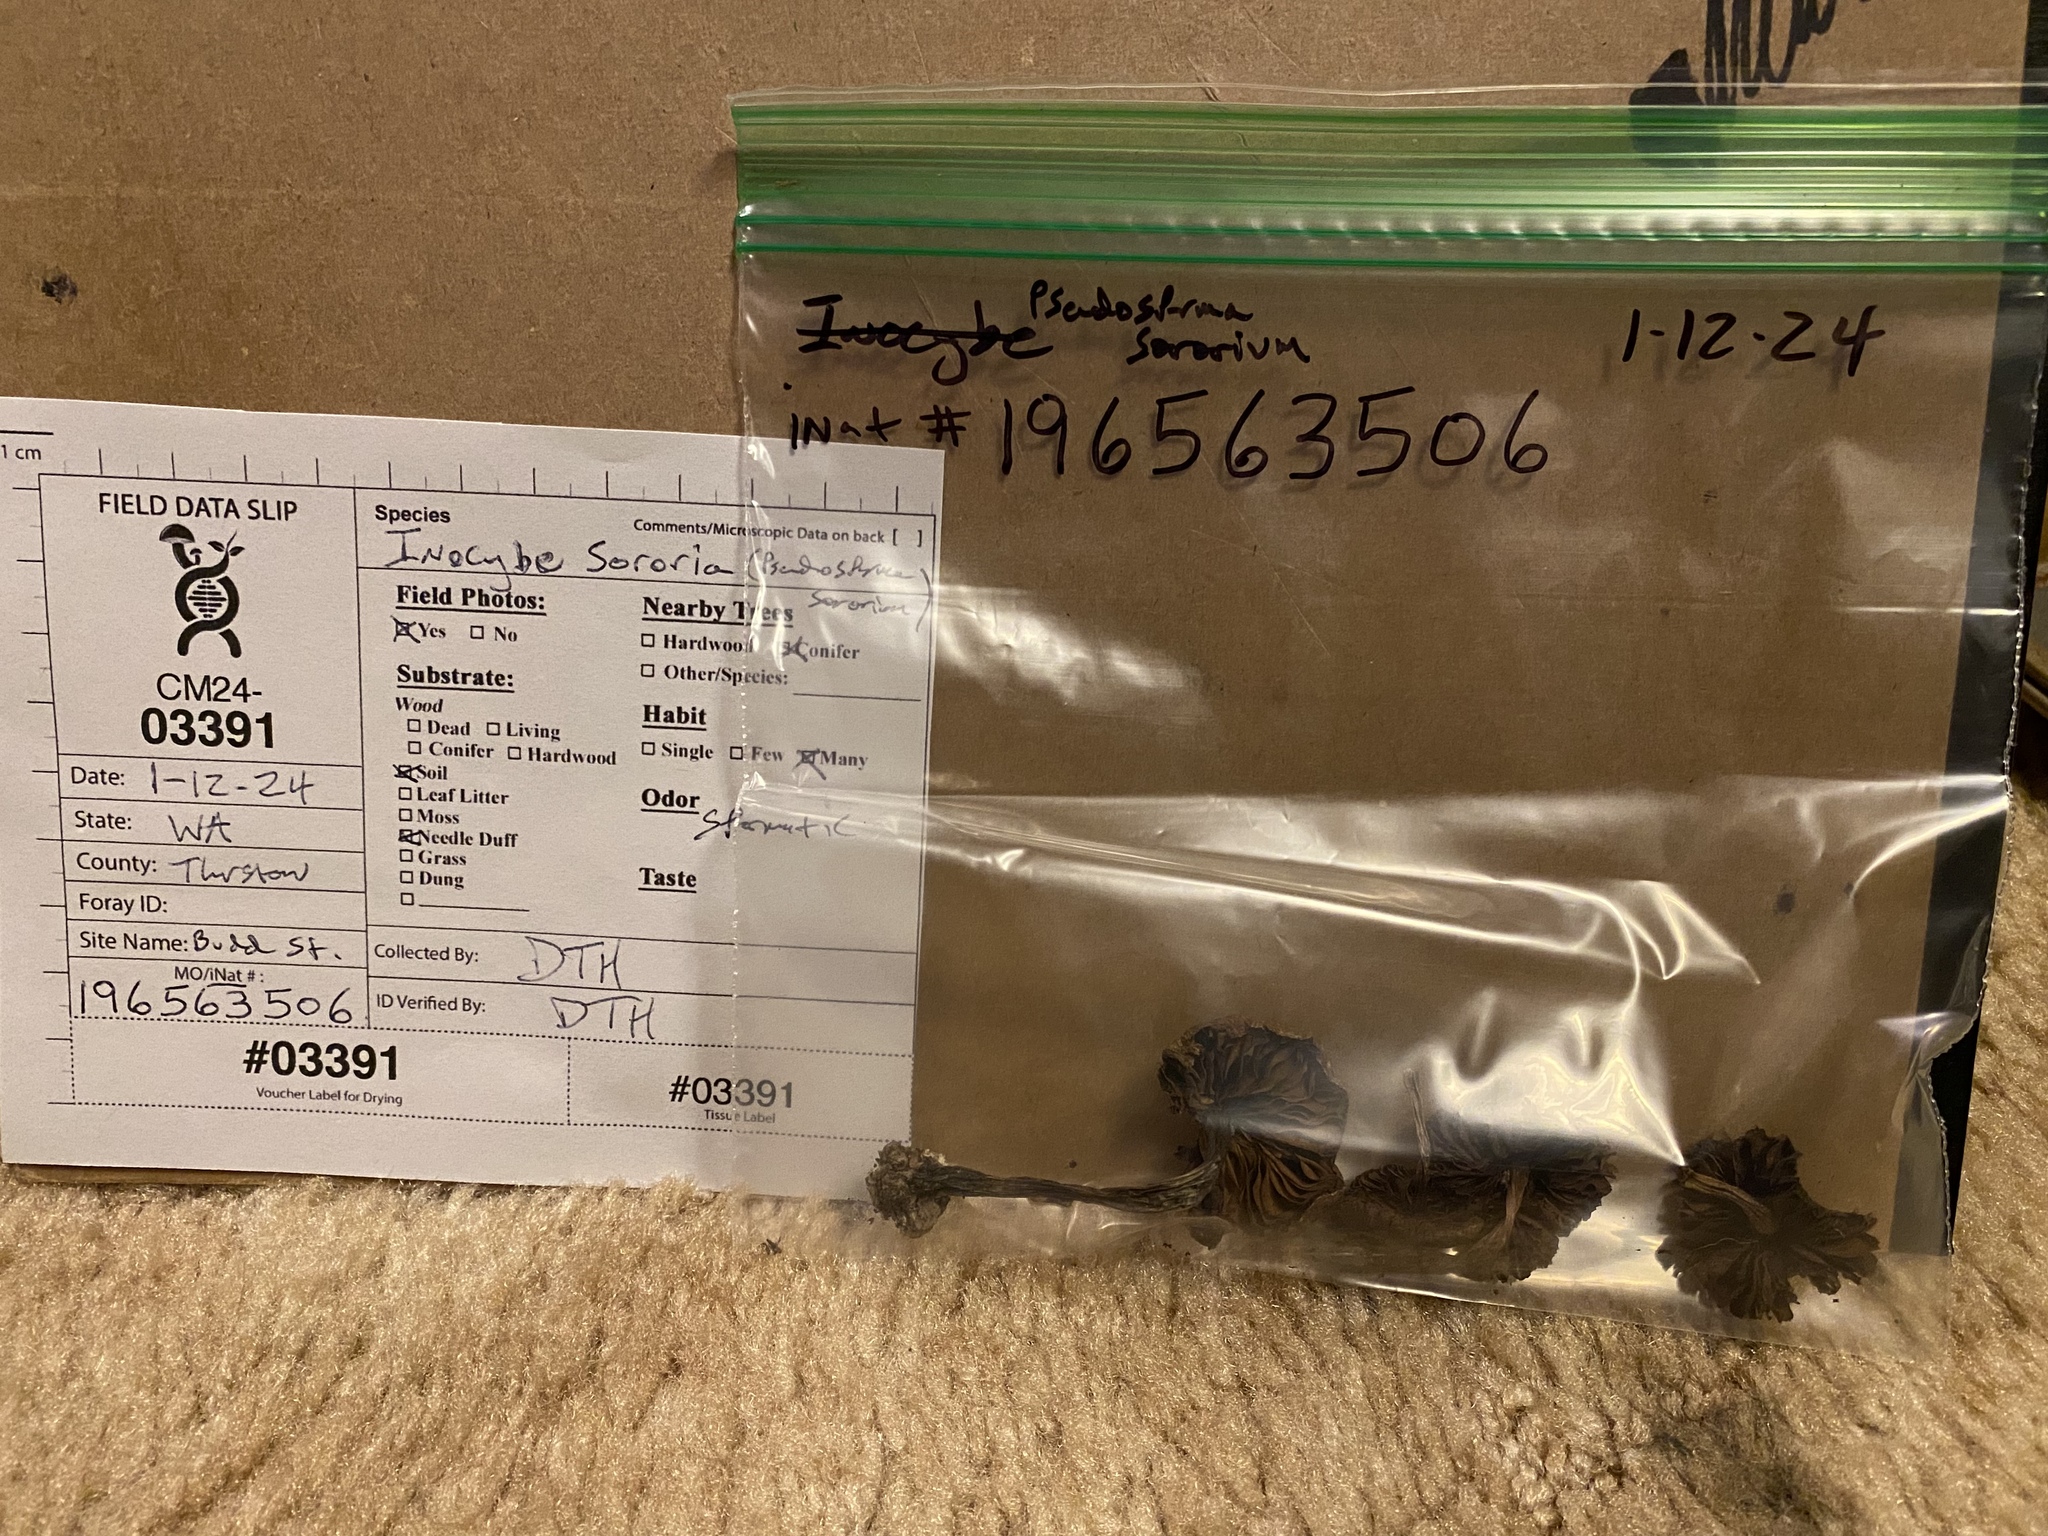 Inocybe Pseudosperma
sororium
1-12-24
iNat # 196563506
1 cm
FIELD DATA SLIP
CM24-
03391
Date: 1-12-24
State: WA
County: Thurston
Foray ID:
Site Name: Budd St.
MO/iNat # :
196563506
Species
Comments/Microscopic Data on back [ ]
Inocybe Sororia (Pseudosperma
sororium)
Field Photos:
Yes No
Substrate:
Wood
Dead Living
Conifer Hardwood
Soil
Leaf Litter
Moss
Needle Duff
Grass
Dung
Nearby Trees
Hardwood Conifer
Other/Species:
Habit
Single Few Many
Odor
Spermatic
Taste
Collected By: DTH
ID Verified By: DTH
#03391
Voucher Label for Drying
#03391
Tissue Label